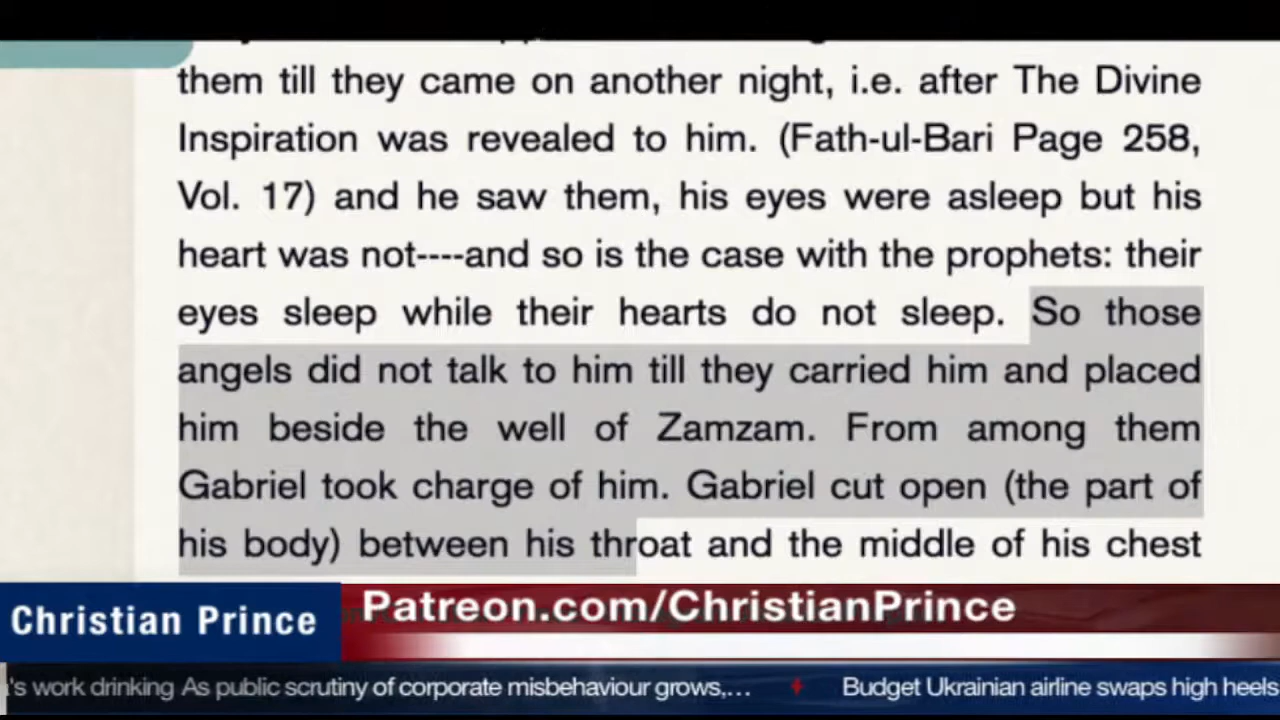 them till they came on another night, i.e. after The Divine
Inspiration was revealed to him. (Fath-ul-Bari Page 258,
Vol. 17) and he saw them, his eyes were asleep but his
heart was not----and so is the case with the prophets: their
eyes sleep while their hearts do not sleep. So those
angels did not talk to him till they carried him and placed
him beside the well of Zamzam. From among them
Gabriel took charge of him. Gabriel cut open (the part of
his body) between his throat and the middle of his chest
Christian Prince
Patreon.com/ChristianPrince
's work drinking As public scrutiny of corporate misbehaviour grows,... Budget Ukrainian airline swaps high heels